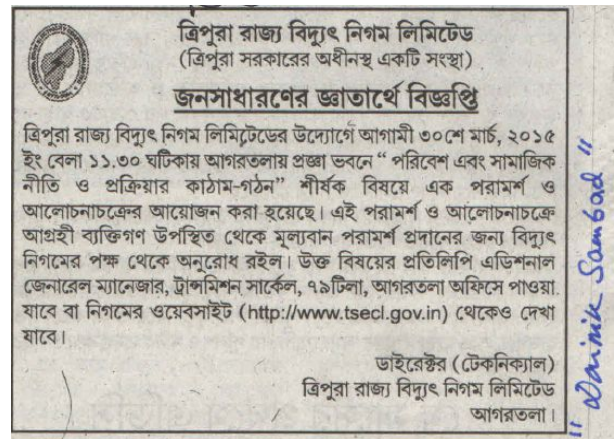 ত্রিপুরা রাজ্য বিদ্যুৎ নিগম লিমিটেড
(ত্রিপুরা সরকারের অধীনস্থ একটি সংস্থা)
জনসাধারণের জ্ঞাতার্থে বিজ্ঞপ্তি
ত্রিপুরা রাজ্য বিদ্যুৎ নিগম লিমিটেডের উদ্যোগে আগামী ৩০শে মার্চ, ২০১৫
ইং বেলা ১১.৩০ ঘটিকায় আগরতলায় প্রজ্ঞা ভবনে “ পরিবেশ এবং সামাজিক
নীতি ও প্রক্রিয়ার কাঠাম-গঠন” শীর্ষক বিষয়ে এক পরামর্শ ও
আলোচনাচক্রের আয়োজন করা হয়েছে। এই পরামর্শ ও আলোচনাচক্রে
আগ্রহী ব্যক্তিগণ উপস্থিত থেকে মূল্যবান পরামর্শ প্রদানের জন্য বিদ্যুৎ
নিগমের পক্ষ থেকে অনুরোধ রইল। উক্ত বিষয়ের প্রতিলিপি এডিশনাল
জেনারেল ম্যানেজার, ট্রান্সমিশন সার্কেল, ৭৯টিলা, আগরতলা অফিসে পাওয়া
যাবে বা নিগমের ওয়েবসাইট (http://www.tsecl.gov.in) থেকেও দেখা
যাবে।
ডাইরেক্টর (টেকনিক্যাল)
ত্রিপুরা রাজ্য বিদ্যুৎ নিগম লিমিটেড
আগরতলা।
"Dainik Sambad"